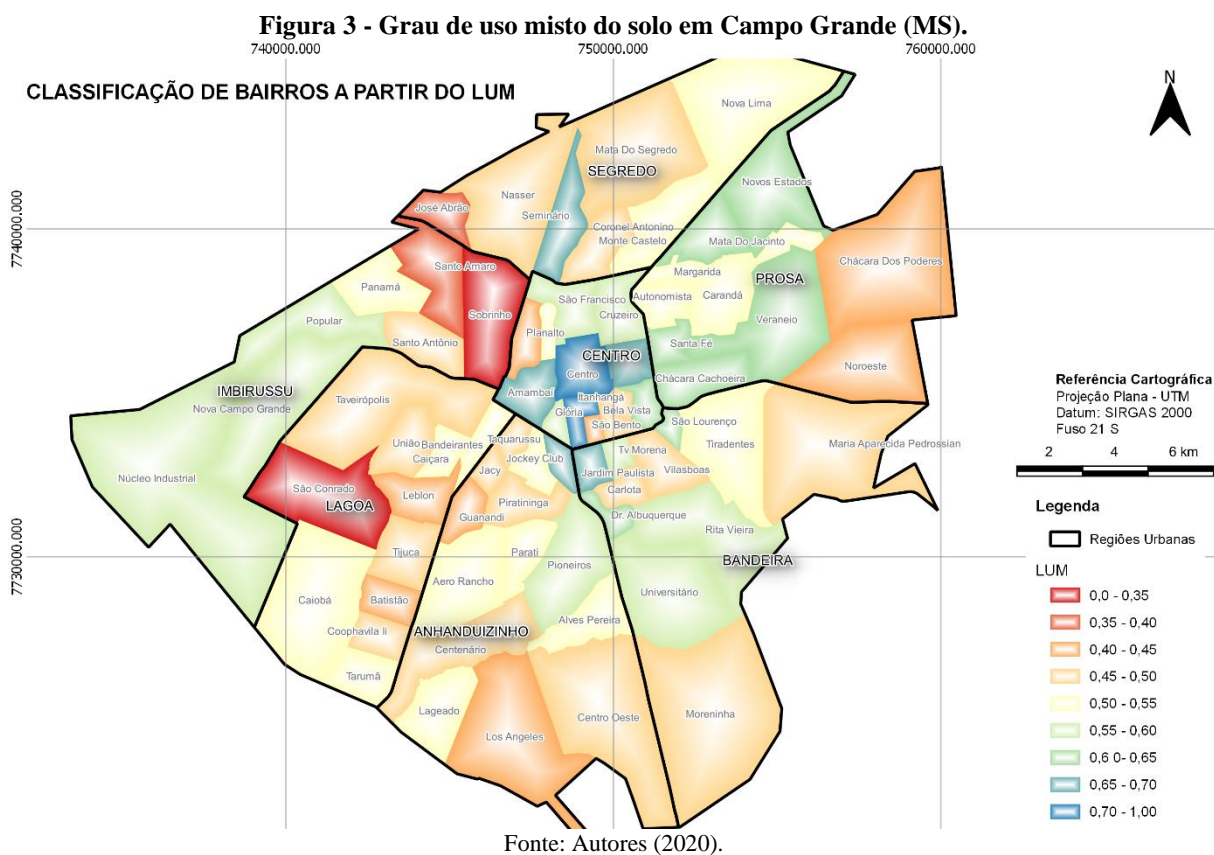 Figura 3 - Grau de uso misto do solo em Campo Grande (MS).
740000.000 750000.000 760000.000
CLASSIFICAÇÃO DE BAIRROS A PARTIR DO LUM
N
Nova Lima
Mata Do Segredo
SEGREDO
Nasser
Novos Estados
José Abrão
Seminário
Coronel Antonino
7740000.000
Monte Castelo
Mata Do Jacinto
Santo Amaro
Chácara Dos Poderes
Margarida
PROSA
Panamá
Autonomista
Carandá
São Francisco
Popular
Sobrinho
Cruzeiro
Veraneio
Planalto
Santo Antônio
Santa Fé
CENTRO
Noroeste
Centro
Chácara Cachoeira
IMBIRUSSU
Amambaí
Itanhangá
Taveirópolis
Nova Campo Grande
Glória
Bela Vista
São Bento
São Lourenço
União
Bandeirantes
Taquarussu
Tiradentes
Maria Aparecida Pedrossian
Caiçara
Jockey Club
Tv Morena
Jacy
Jardim Paulista
Vilasboas
Núcleo Industrial
São Conrado
Leblon
Carlota
LAGOA
Piratininga
Guanandi
Dr. Albuquerque
Rita Vieira
Tijuca
Parati
7730000.000
Pioneiros
BANDEIRA
Aero Rancho
Caiobá
Batistão
Universitário
Alves Pereira
Coophavila Ii
ANHANDUIZINHO
Centenário
Tarumã
Lageado
Centro Oeste
Moreninha
Los Angeles
Referência Cartográfica
Projeção Plana - UTM
Datum: SIRGAS 2000
Fuso 21 S
2 4 6 km
Legenda
Regiões Urbanas
LUM
0,0 - 0,35
0,35 - 0,40
0,40 - 0,45
0,45 - 0,50
0,50 - 0,55
0,55 - 0,60
0,6 0-0,65
0,65 - 0,70
0,70 - 1,00
Fonte: Autores (2020).